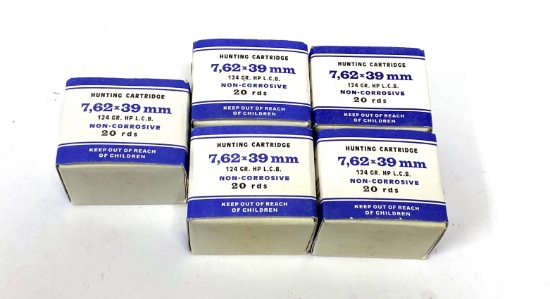 HUNTING CARTRIDGE
7,62×39 mm
124 GR. HP L.C.B.
NON-CORROSIVE
20 rds
KEEP OUT OF REACH
OF CHILDREN
HUNTING CARTRIDGE
7,62×39 mm
124 GR. HP L.C.B.
NON-CORROSIVE
20 rds
KEEP OUT OF REACH
OF CHILDREN
HUNTING CARTRIDGE
7,62×39 mm
124 GR. HP L.C.B.
NON-CORROSIVE
20 rds
KEEP OUT OF REACH
OF CHILDREN
HUNTING CARTRIDGE
7,62×39 mm
124 GR. HP L.C.B.
NON-CORROSIVE
20 rds
KEEP OUT OF REACH
OF CHILDREN
HUNTING CARTRIDGE
7,62×39 mm
124 GR. HP L.C.B.
NON-CORROSIVE
20 rds
KEEP OUT OF REACH
OF CHILDREN